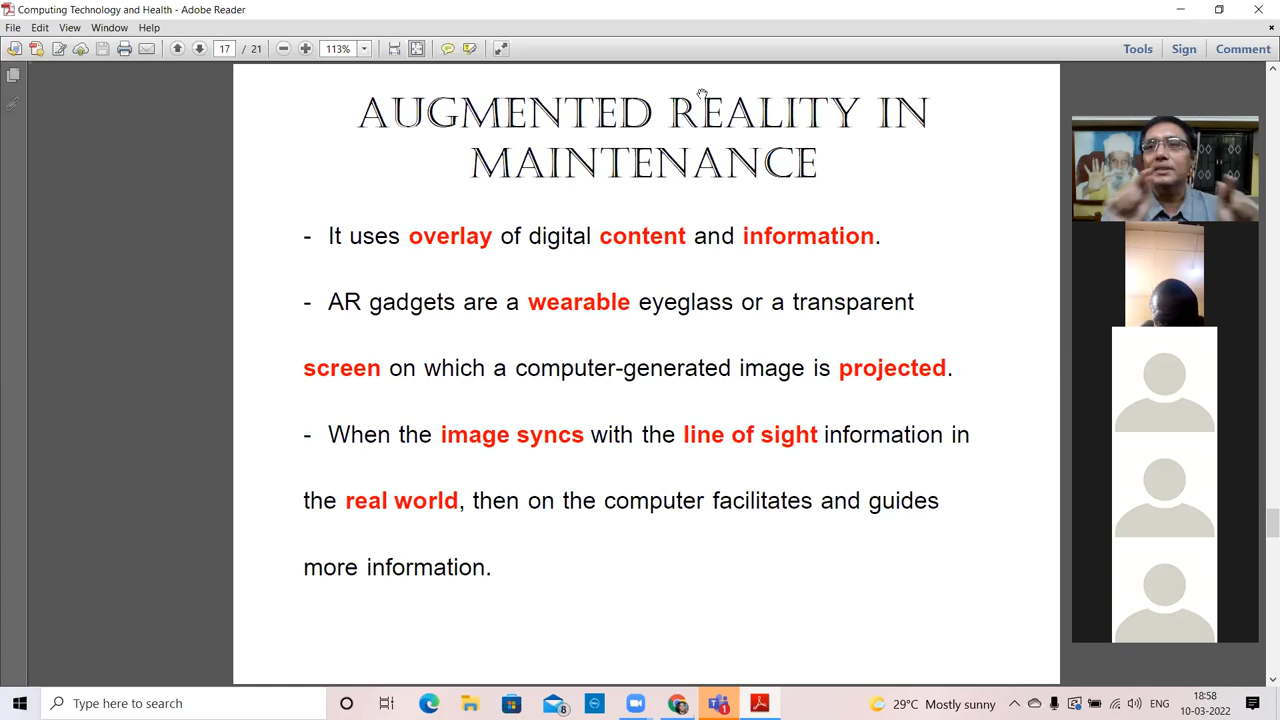 Computing Technology and Health - Adobe Reader
File Edit View Window Help
17 / 21 113% Tools Sign Comment
AUGMENTED REALITY IN
MAINTENANCE
- It uses overlay of digital content and information.
- AR gadgets are a wearable eyeglass or a transparent
screen on which a computer-generated image is projected.
- When the image syncs with the line of sight information in
the real world, then on the computer facilitates and guides
more information.
Type here to search 8 1 29°C Mostly sunny ENG 18:58
10-03-2022